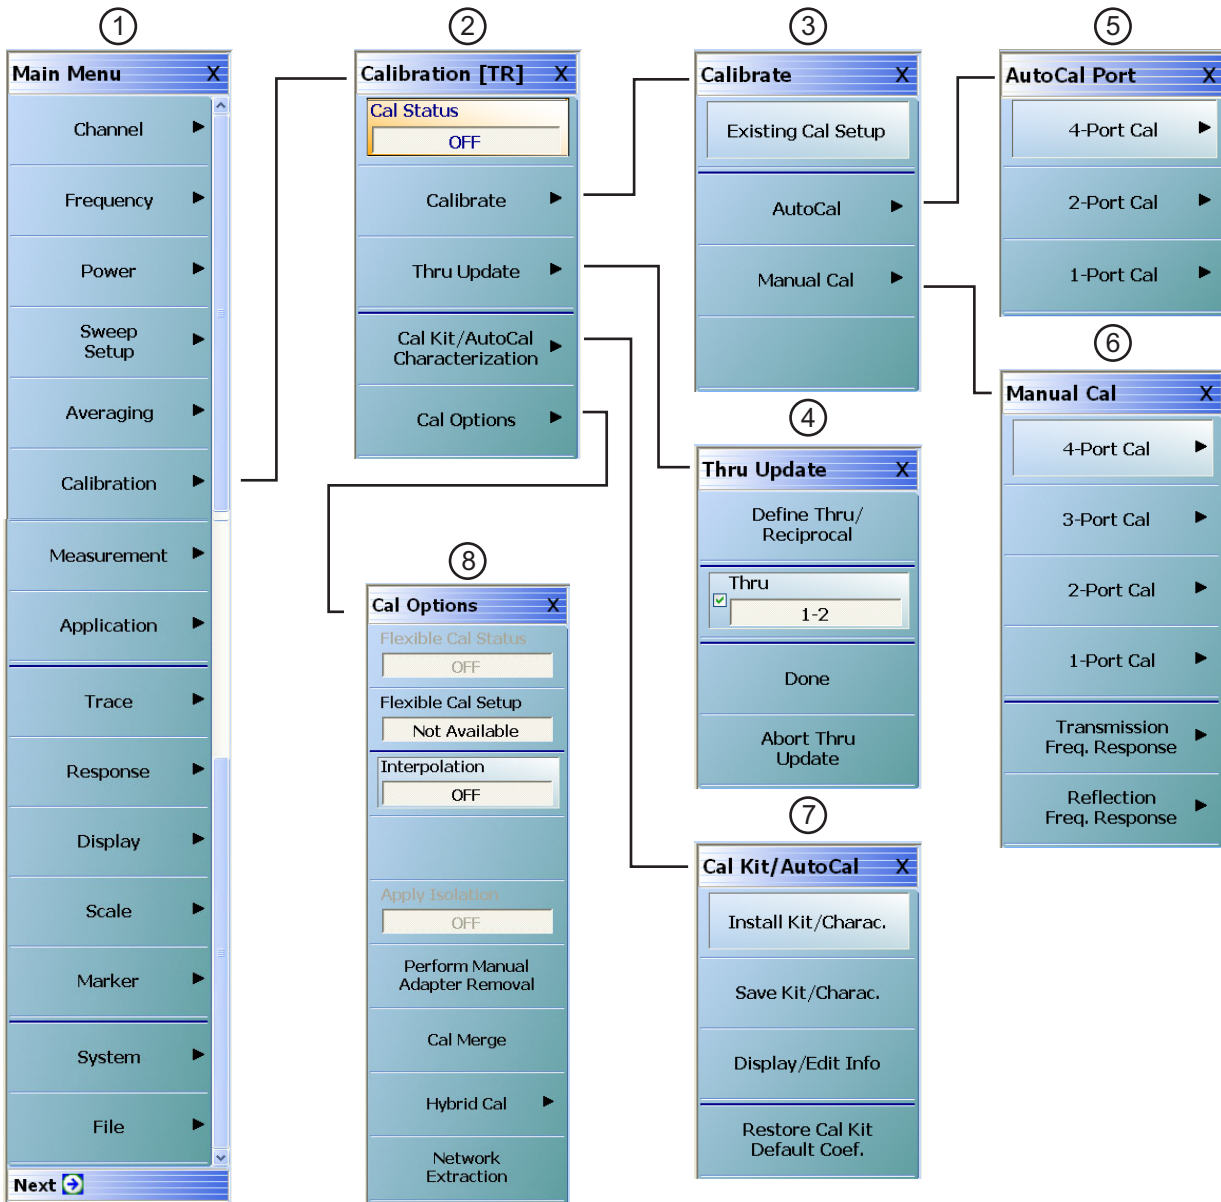 1
Main Menu X
Channel
Frequency
Power
Sweep
Setup
Averaging
Calibration
Measurement
Application
Trace
Response
Display
Scale
Marker
System
File
Next
2
Calibration [TR] X
Cal Status
OFF
Calibrate
Thru Update
Cal Kit/AutoCal
Characterization
Cal Options
3
Calibrate X
Existing Cal Setup
AutoCal
Manual Cal
4
Thru Update X
Define Thru/
Reciprocal
Thru
1-2
Done
Abort Thru
Update
5
AutoCal Port X
4-Port Cal
2-Port Cal
1-Port Cal
6
Manual Cal X
4-Port Cal
3-Port Cal
2-Port Cal
1-Port Cal
Transmission
Freq. Response
Reflection
Freq. Response
7
Cal Kit/AutoCal X
Install Kit/Charac.
Save Kit/Charac.
Display/Edit Info
Restore Cal Kit
Default Coef.
8
Cal Options X
Flexible Cal Status
OFF
Flexible Cal Setup
Not Available
Interpolation
OFF
Apply Isolation
OFF
Perform Manual
Adapter Removal
Cal Merge
Hybrid Cal
Network
Extraction